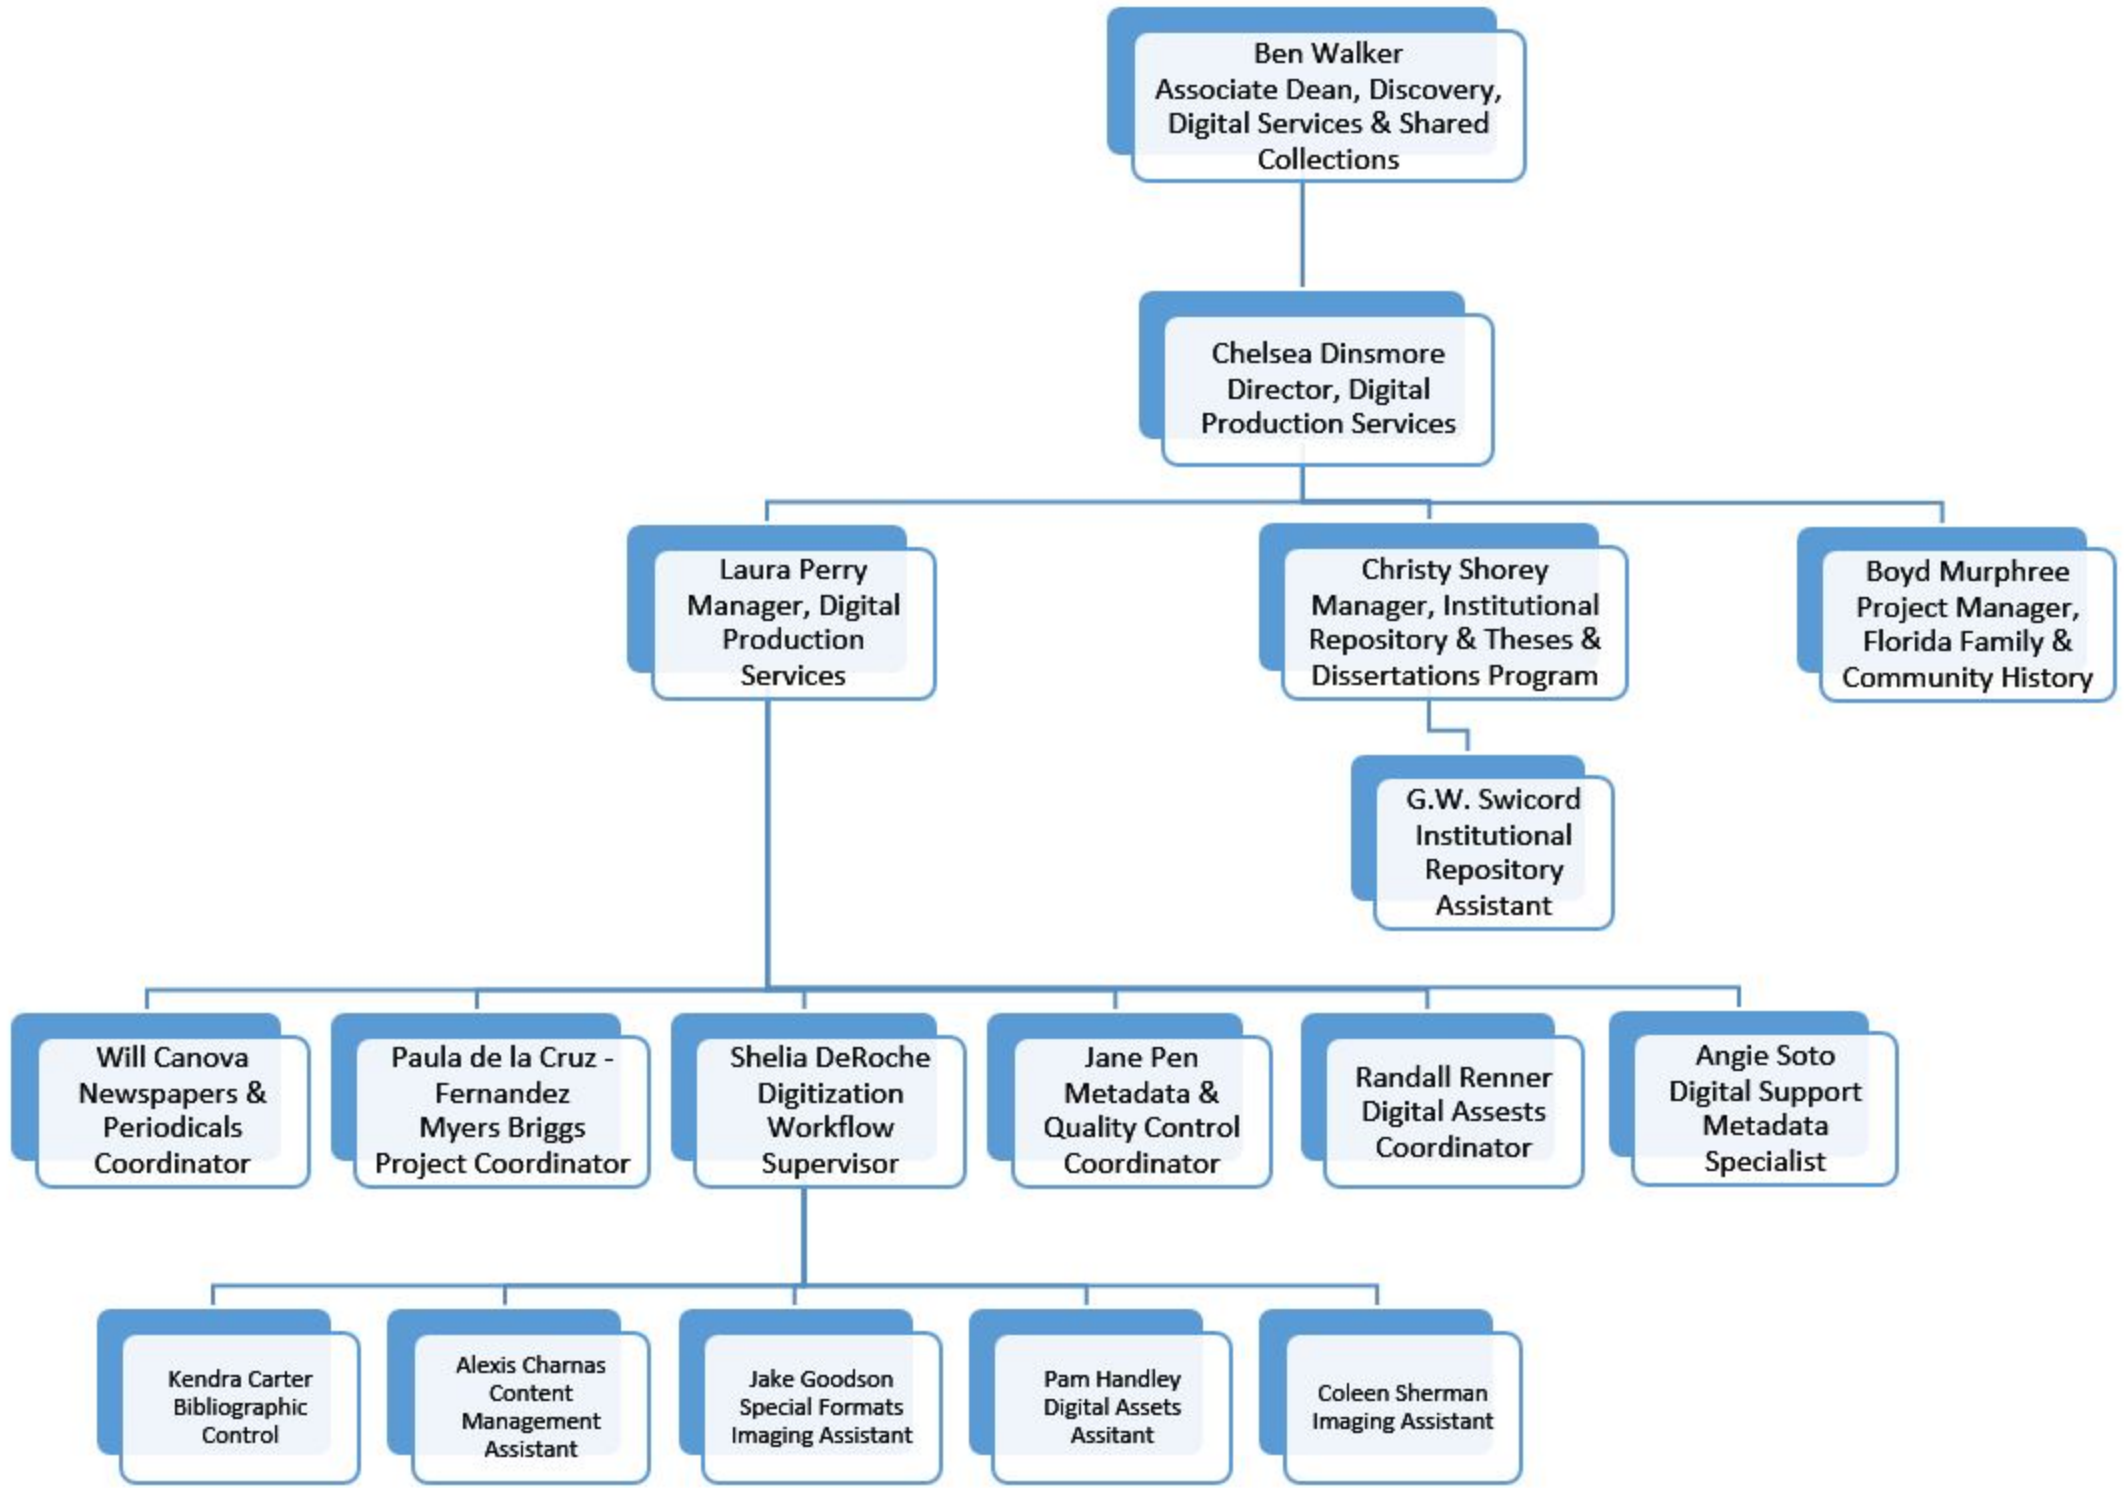 Ben Walker
Associate Dean, Discovery,
Digital Services & Shared
Collections
Chelsea Dinsmore
Director, Digital
Production Services
Laura Perry
Manager, Digital
Production
Services
Christy Shorey
Manager, Institutional
Repository & Theses &
Dissertations Program
Boyd Murphree
Project Manager,
Florida Family &
Community History
G.W. Swicord
Institutional
Repository
Assistant
Will Canova
Newspapers &
Periodicals
Coordinator
Paula de la Cruz -
Fernandez
Myers Briggs
Project Coordinator
Shelia DeRoche
Digitization
Workflow
Supervisor
Jane Pen
Metadata &
Quality Control
Coordinator
Randall Renner
Digital Assests
Coordinator
Angie Soto
Digital Support
Metadata
Specialist
Kendra Carter
Bibliographic
Control
Alexis Charnas
Content
Management
Assistant
Jake Goodson
Special Formats
Imaging Assistant
Pam Handley
Digital Assets
Assitant
Coleen Sherman
Imaging Assistant